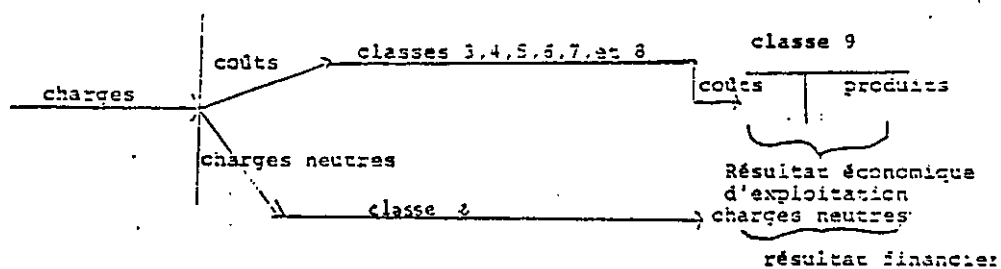 classe 9
coûts
classes 3,4,5,6,7,et 8
charges
coûts
produits
charges neutres
Résultat économique
d'exploitation
classe 2
charges neutres
résultat financier